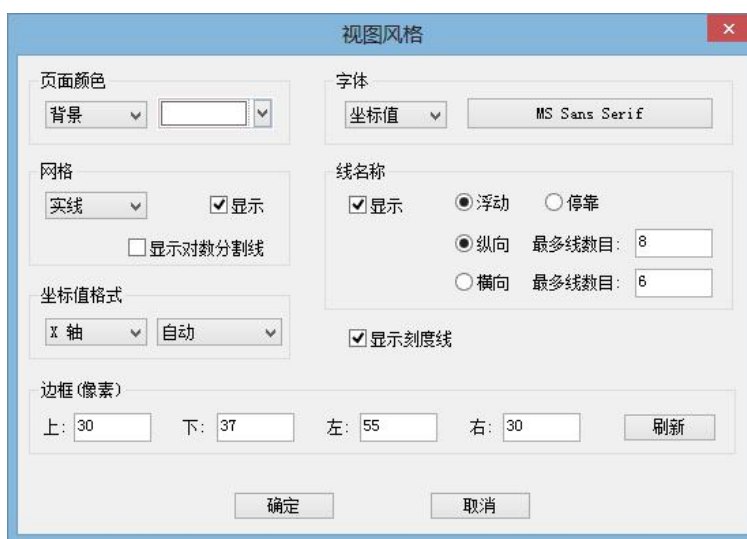 视图风格
页面颜色
背景
字体
坐标值 MS Sans Serif
网格
实线 显示
显示对数分割线
线名称
显示 浮动 停靠
纵向 最多线数目: 8
横向 最多线数目: 6
坐标值格式
X 轴 自动
显示刻度线
边框(像素)
上: 30 下: 37 左: 55 右: 30 刷新
确定 取消